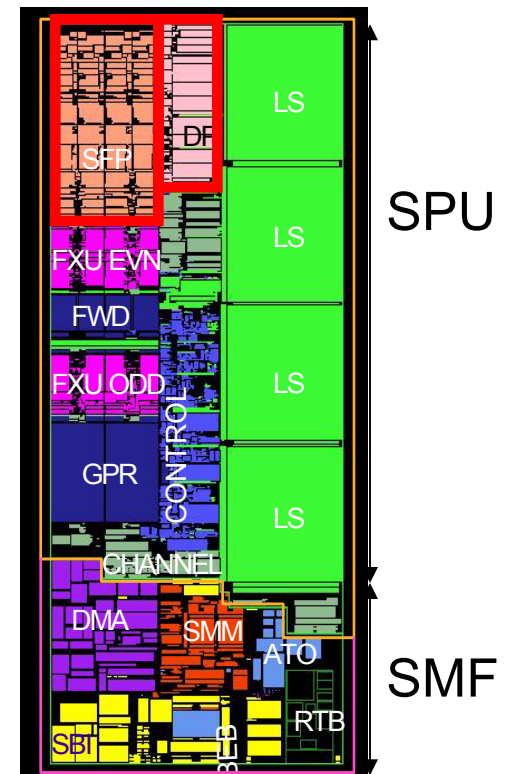 SFP
DP
LS
SPU
LS
FXU EVN
FWD
LS
FXU ODD
CONTROL
GPR
LS
CHANNEL
DMA
SMM
ATO
SMF
SBI
BEB
RTB